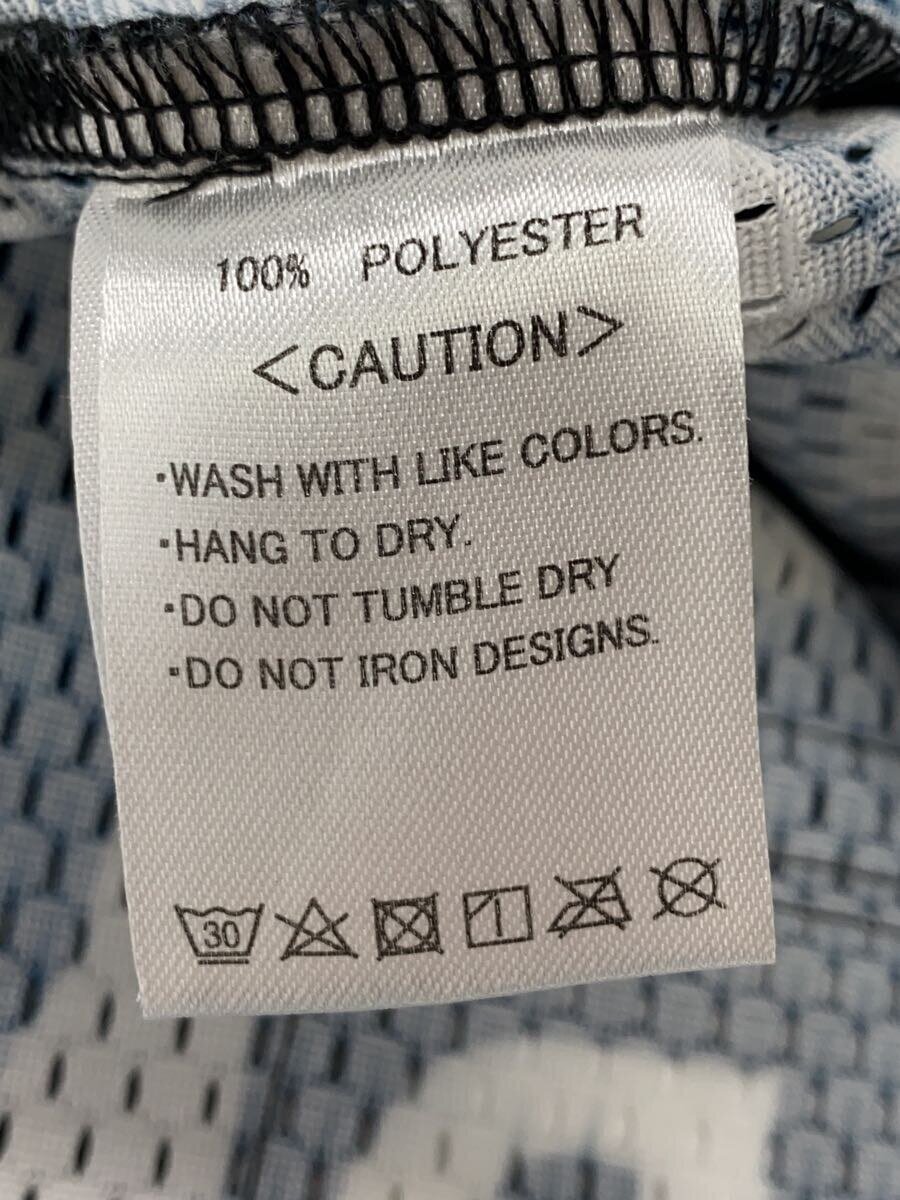 100% POLYESTER
<CAUTION>
・WASH WITH LIKE COLORS.
・HANG TO DRY.
・DO NOT TUMBLE DRY
・DO NOT IRON DESIGNS.
30